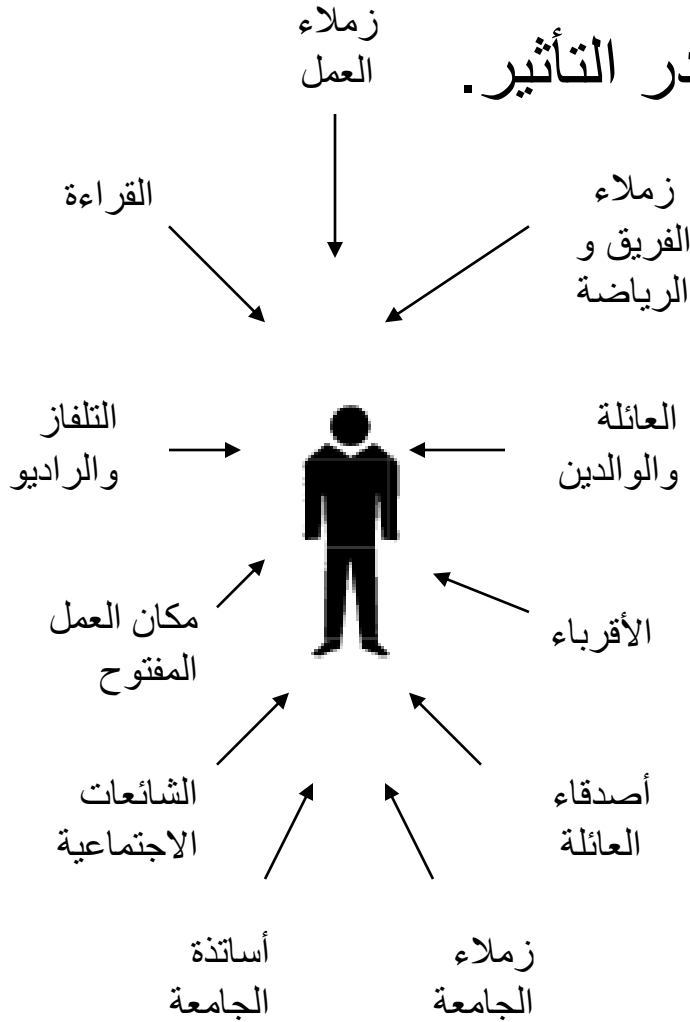 التأثير.
زملاء
العمل
زملاء
الفريق و
الرياضة
القراءة
العائلة
والوالدين
التلفاز
والراديو
الأقرباء
مكان العمل
المفتوح
أصدقاء
العائلة
الشائعات
الاجتماعية
زملاء
الجامعة
أساتذة
الجامعة